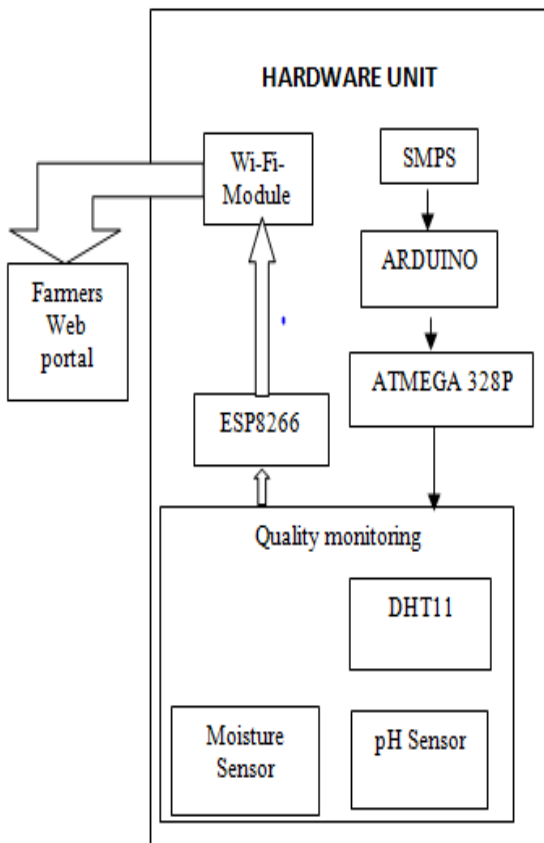 HARDWARE UNIT
Wi-Fi-
Module
SMPS
ARDUINO
Farmers
Web
portal
ATMEGA 328P
ESP8266
Quality monitoring
DHT11
Moisture
Sensor
pH Sensor